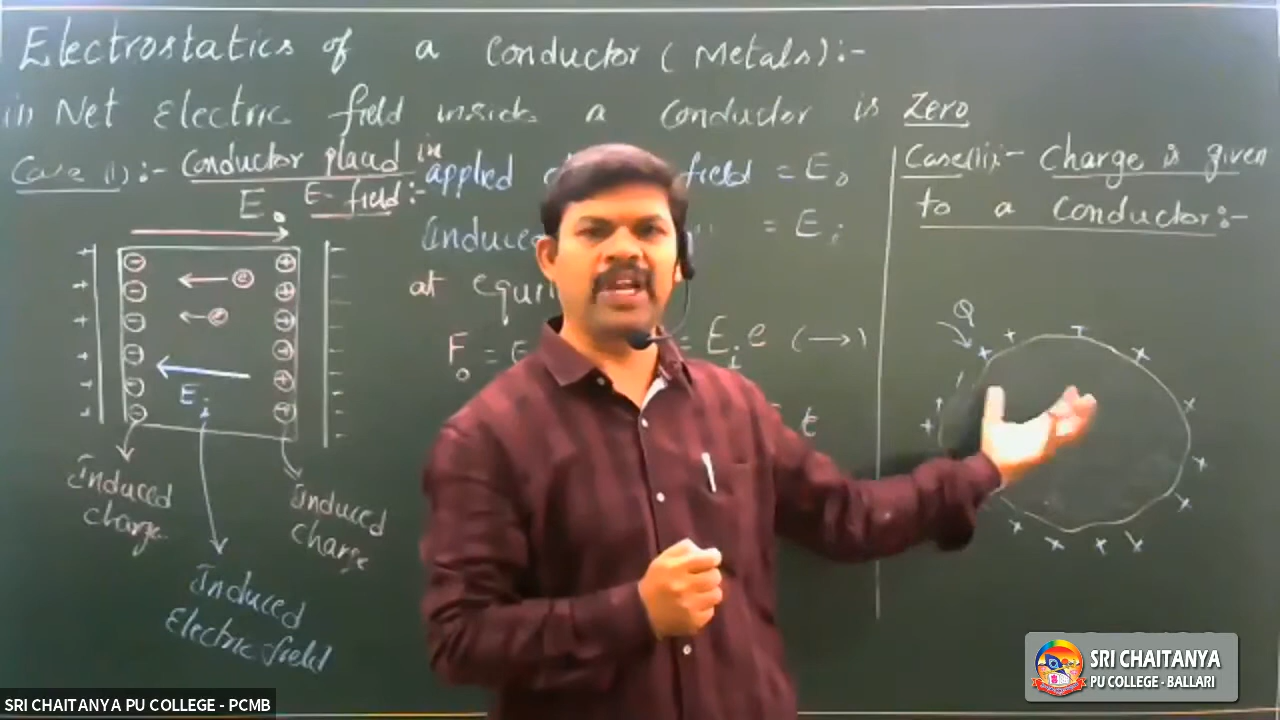 Electrostatics of a Conductor (Metals):-
(i) Net Electric field inside a conductor is Zero
Case (i):- Conductor placed in
E- field:-
E₀
applied field = E₀
Induced " = Eᵢ
at
F₀ = = Eᵢe (→)
t
Eᵢ
Induced charge
Induced charge
Induced
Electric field
Case(ii):- Charge is given
to a Conductor:-
Q
SRI CHAITANYA
PU COLLEGE - BALLARI
SRI CHAITANYA PU COLLEGE - PCMB